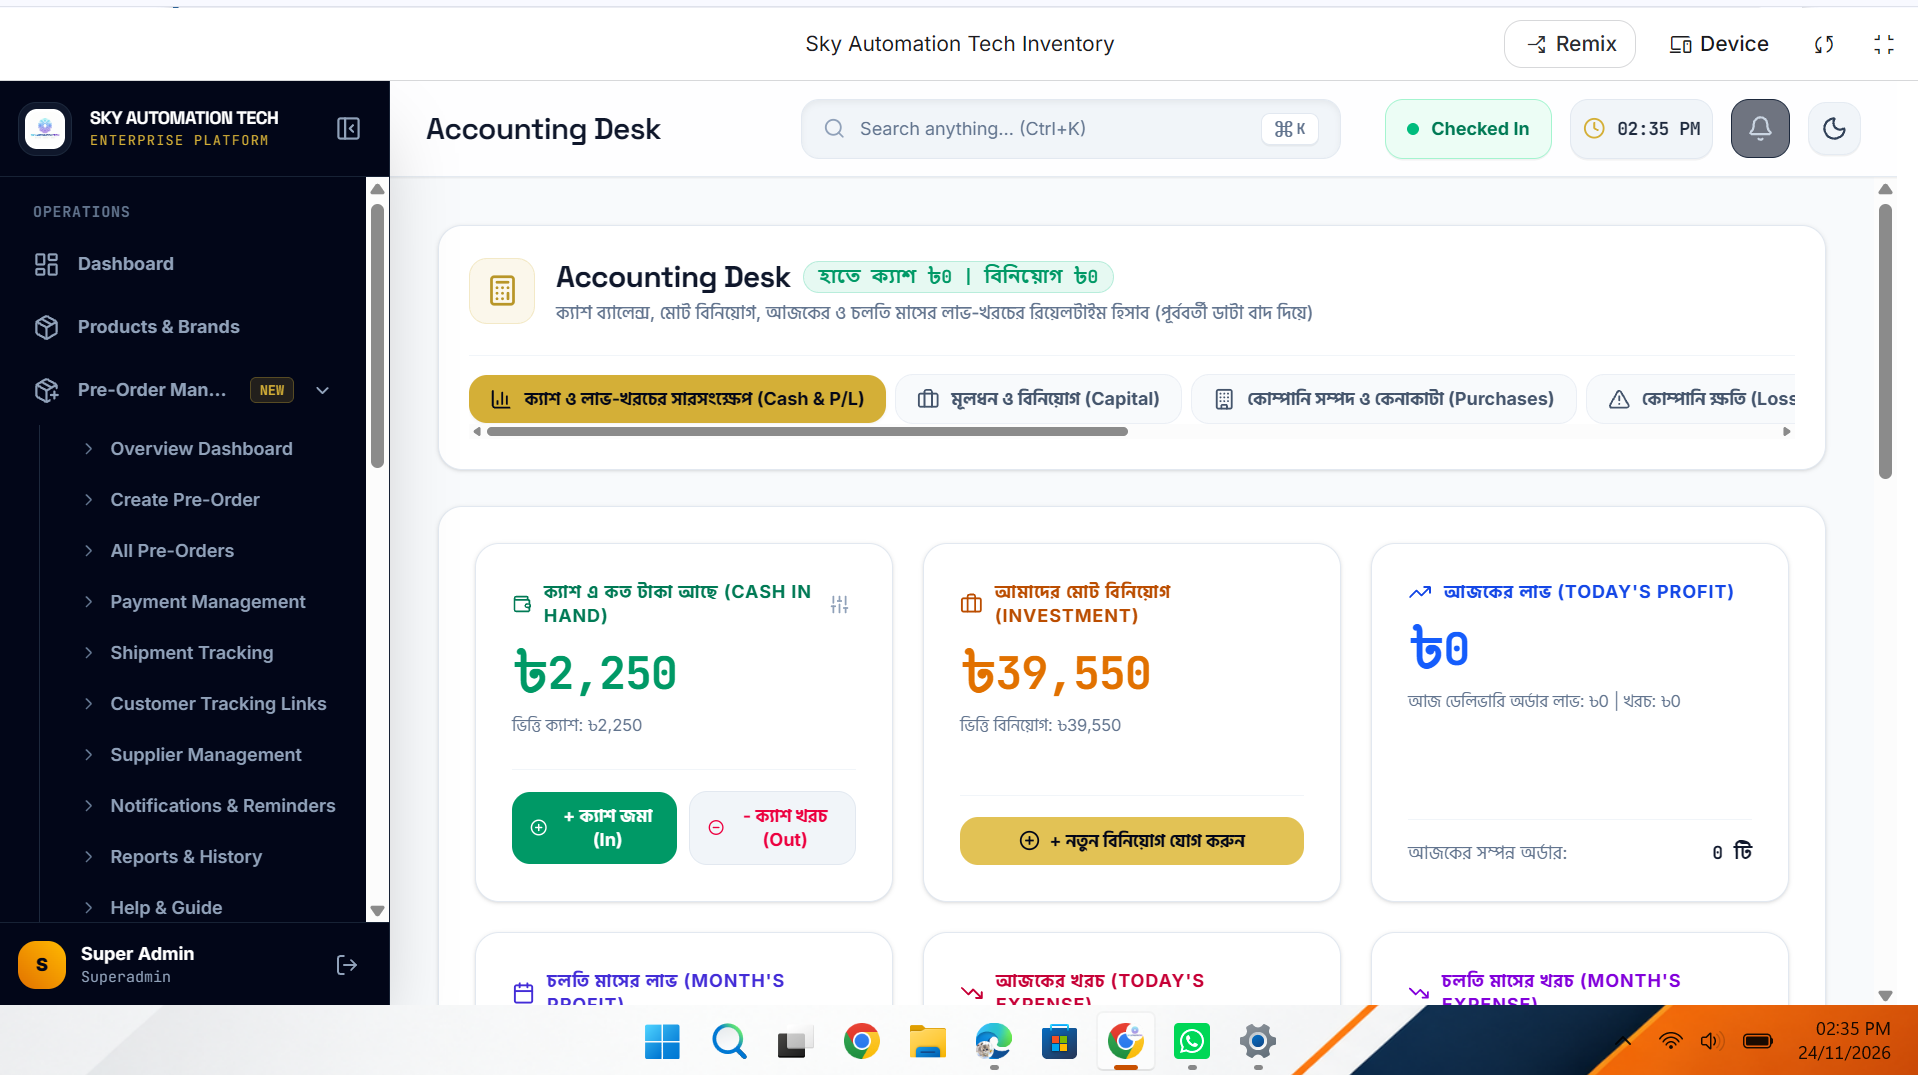 Sky Automation Tech Inventory
Remix
Device
SKY AUTOMATION TECH
ENTERPRISE PLATFORM
Accounting Desk
Search anything... (Ctrl+K)
⌘K
Checked In
02:35 PM
OPERATIONS
Dashboard
Products & Brands
Pre-Order Man...
NEW
Overview Dashboard
Create Pre-Order
All Pre-Orders
Payment Management
Shipment Tracking
Customer Tracking Links
Supplier Management
Notifications & Reminders
Reports & History
Help & Guide
S
Super Admin
Superadmin
Accounting Desk
হাতে ক্যাশ ৳0 | বিনিয়োগ ৳0
ক্যাশ ব্যালেন্স, মোট বিনিয়োগ, আজকের ও চলতি মাসের লাভ-খরচের রিয়েলটাইম হিসাব (পূর্ববর্তী ডাটা বাদ দিয়ে)
ক্যাশ ও লাভ-খরচের সারসংক্ষেপ (Cash & P/L)
মূলধন ও বিনিয়োগ (Capital)
কোম্পানি সম্পদ ও কেনাকাটা (Purchases)
কোম্পানি ক্ষতি (Loss
ক্যাশ এ কত টাকা আছে (CASH IN
HAND)
৳2,250
ভিত্তি ক্যাশ: ৳2,250
+ ক্যাশ জমা
(In)
- ক্যাশ খরচ
(Out)
আমাদের মোট বিনিয়োগ
(INVESTMENT)
৳39,550
ভিত্তি বিনিয়োগ: ৳39,550
+ নতুন বিনিয়োগ যোগ করুন
আজকের লাভ (TODAY'S PROFIT)
৳0
আজ ডেলিভারি অর্ডার লাভ: ৳0 | খরচ: ৳0
আজকের সম্পন্ন অর্ডার:
0 টি
চলতি মাসের লাভ (MONTH'S
PROFIT)
আজকের খরচ (TODAY'S
EXPENSE)
চলতি মাসের খরচ (MONTH'S
EXPENSE)
02:35 PM
24/11/2026